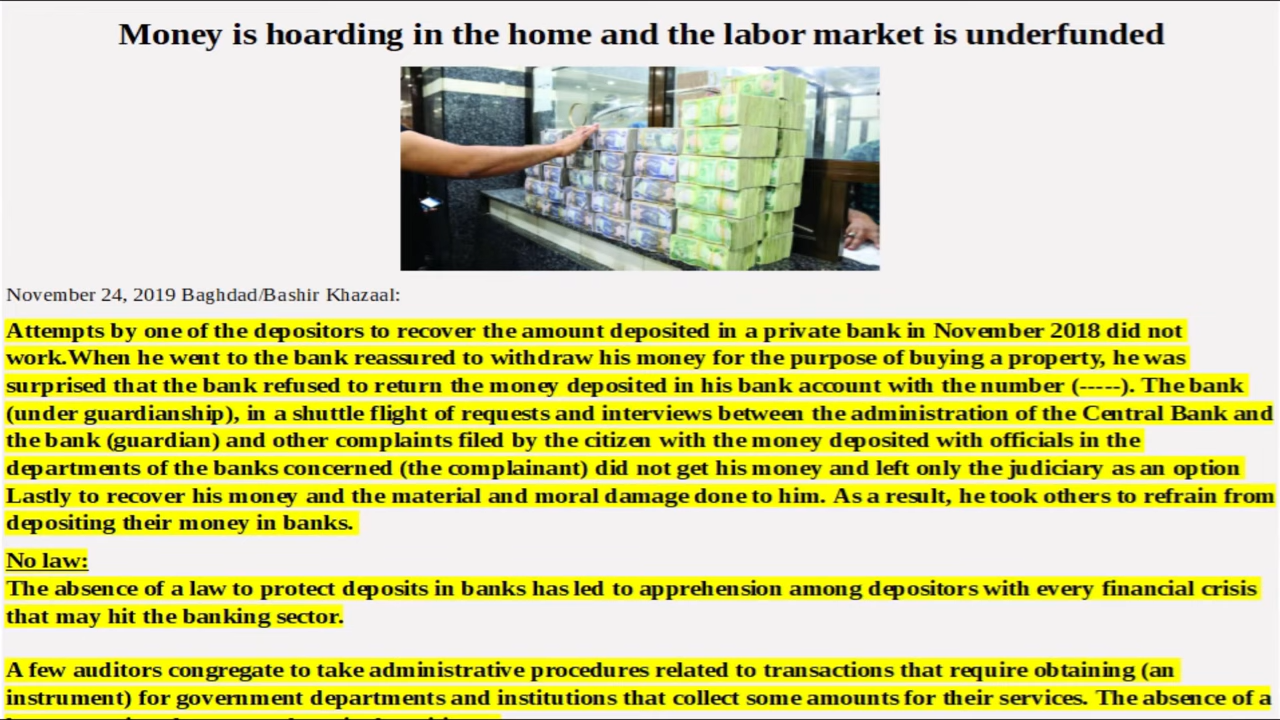 Money is hoarding in the home and the labor market is underfunded
November 24, 2019 Baghdad/Bashir Khazaal:
Attempts by one of the depositors to recover the amount deposited in a private bank in November 2018 did not
work.When he went to the bank reassured to withdraw his money for the purpose of buying a property, he was
surprised that the bank refused to return the money deposited in his bank account with the number (-----). The bank
(under guardianship), in a shuttle flight of requests and interviews between the administration of the Central Bank and
the bank (guardian) and other complaints filed by the citizen with the money deposited with officials in the
departments of the banks concerned (the complainant) did not get his money and left only the judiciary as an option
Lastly to recover his money and the material and moral damage done to him. As a result, he took others to refrain from
depositing their money in banks.
No law:
The absence of a law to protect deposits in banks has led to apprehension among depositors with every financial crisis
that may hit the banking sector.
A few auditors congregate to take administrative procedures related to transactions that require obtaining (an
instrument) for government departments and institutions that collect some amounts for their services. The absence of a